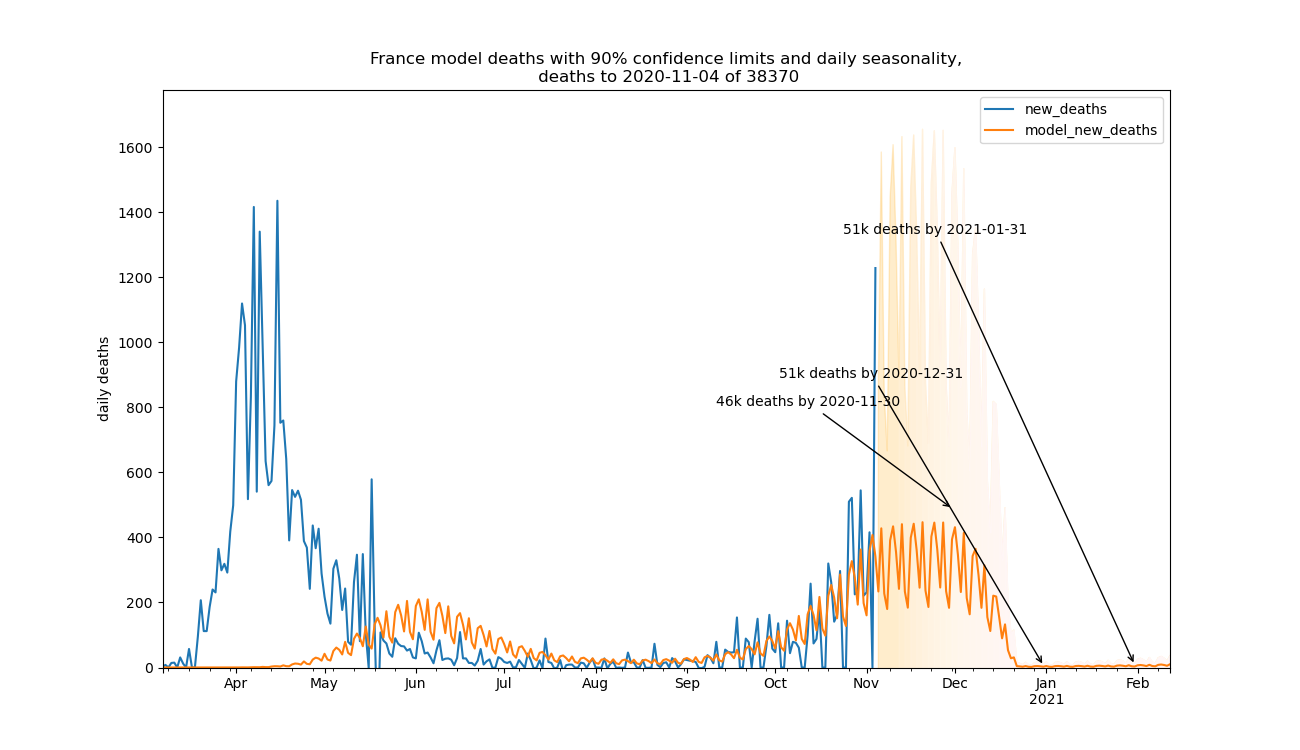 France model deaths with 90% confidence limits and daily seasonality,
deaths to 2020-11-04 of 38370
new_deaths
model_new_deaths
daily deaths
1600
1400
1200
1000
800
600
400
200
0
51k deaths by 2021-01-31
51k deaths by 2020-12-31
46k deaths by 2020-11-30
Apr May Jun Jul Aug Sep Oct Nov Dec Jan Feb
2021